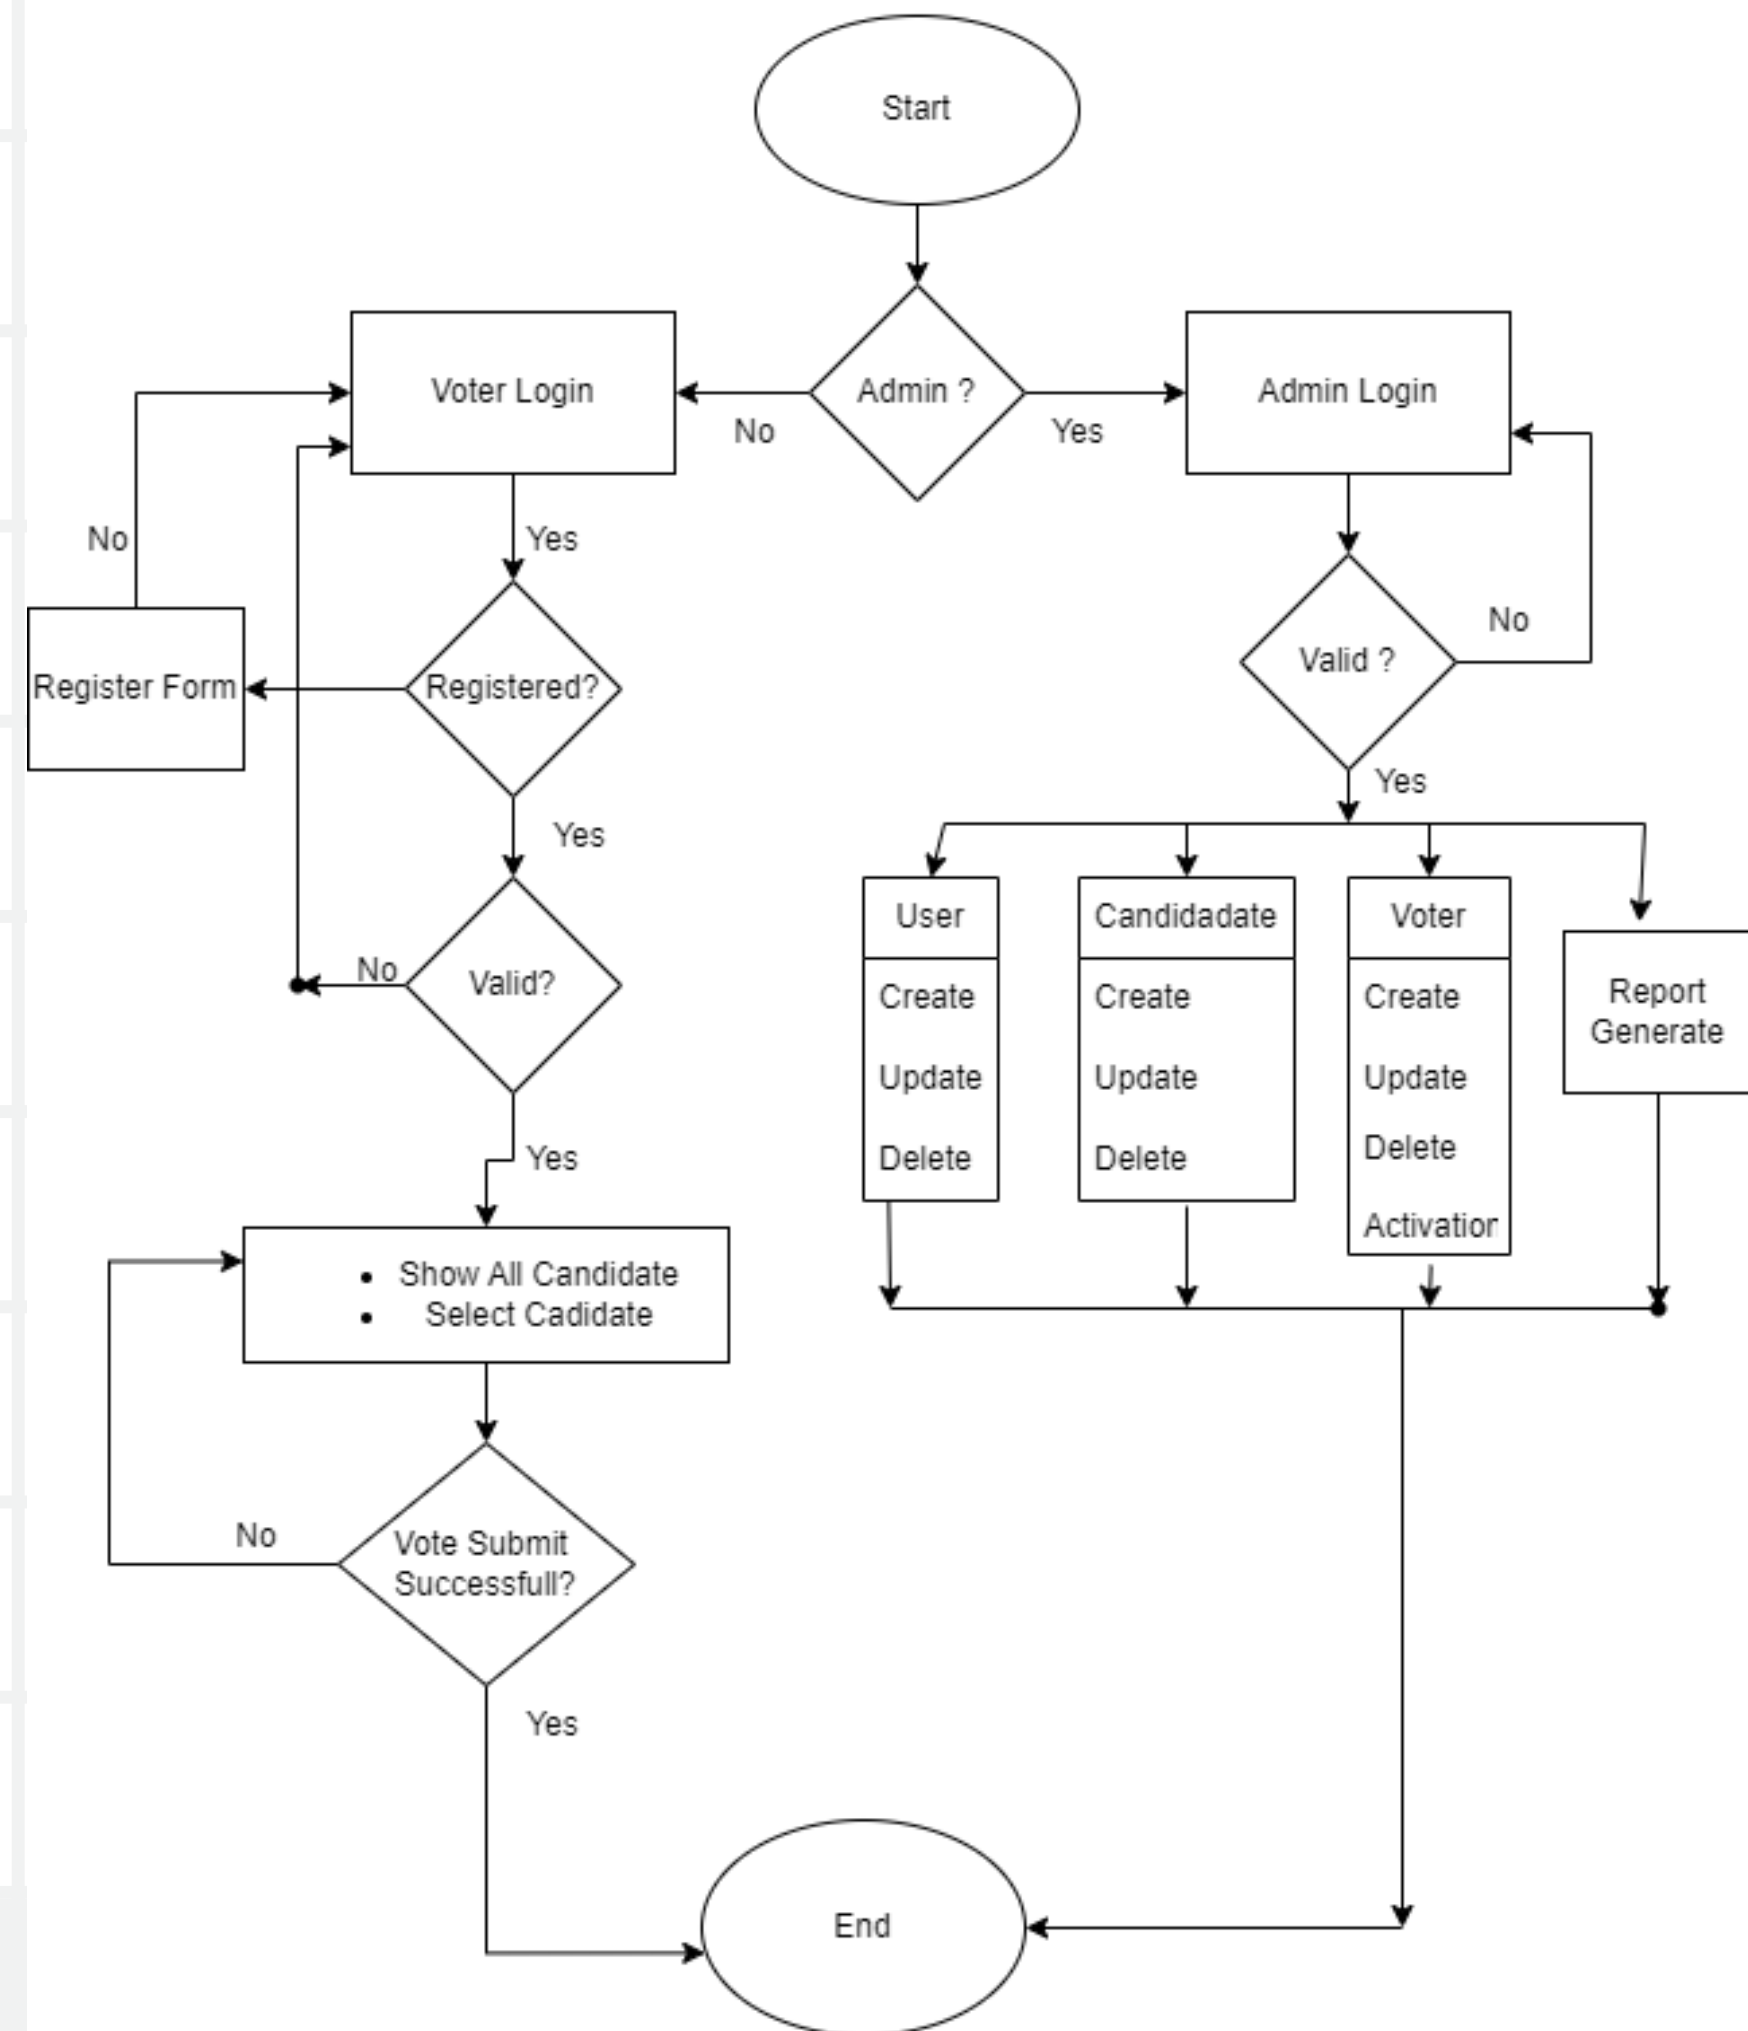 Start
Voter Login
Admin ?
Admin Login
No
Yes
No
Yes
No
Register Form
Registered?
Valid ?
Yes
Yes
User
Candidadate
Voter
No
Valid?
Create
Create
Create
Report
Generate
Update
Update
Update
Delete
Delete
Delete
Yes
Activation
• Show All Candidate
• Select Cadidate
No
Vote Submit
Successfull?
Yes
End